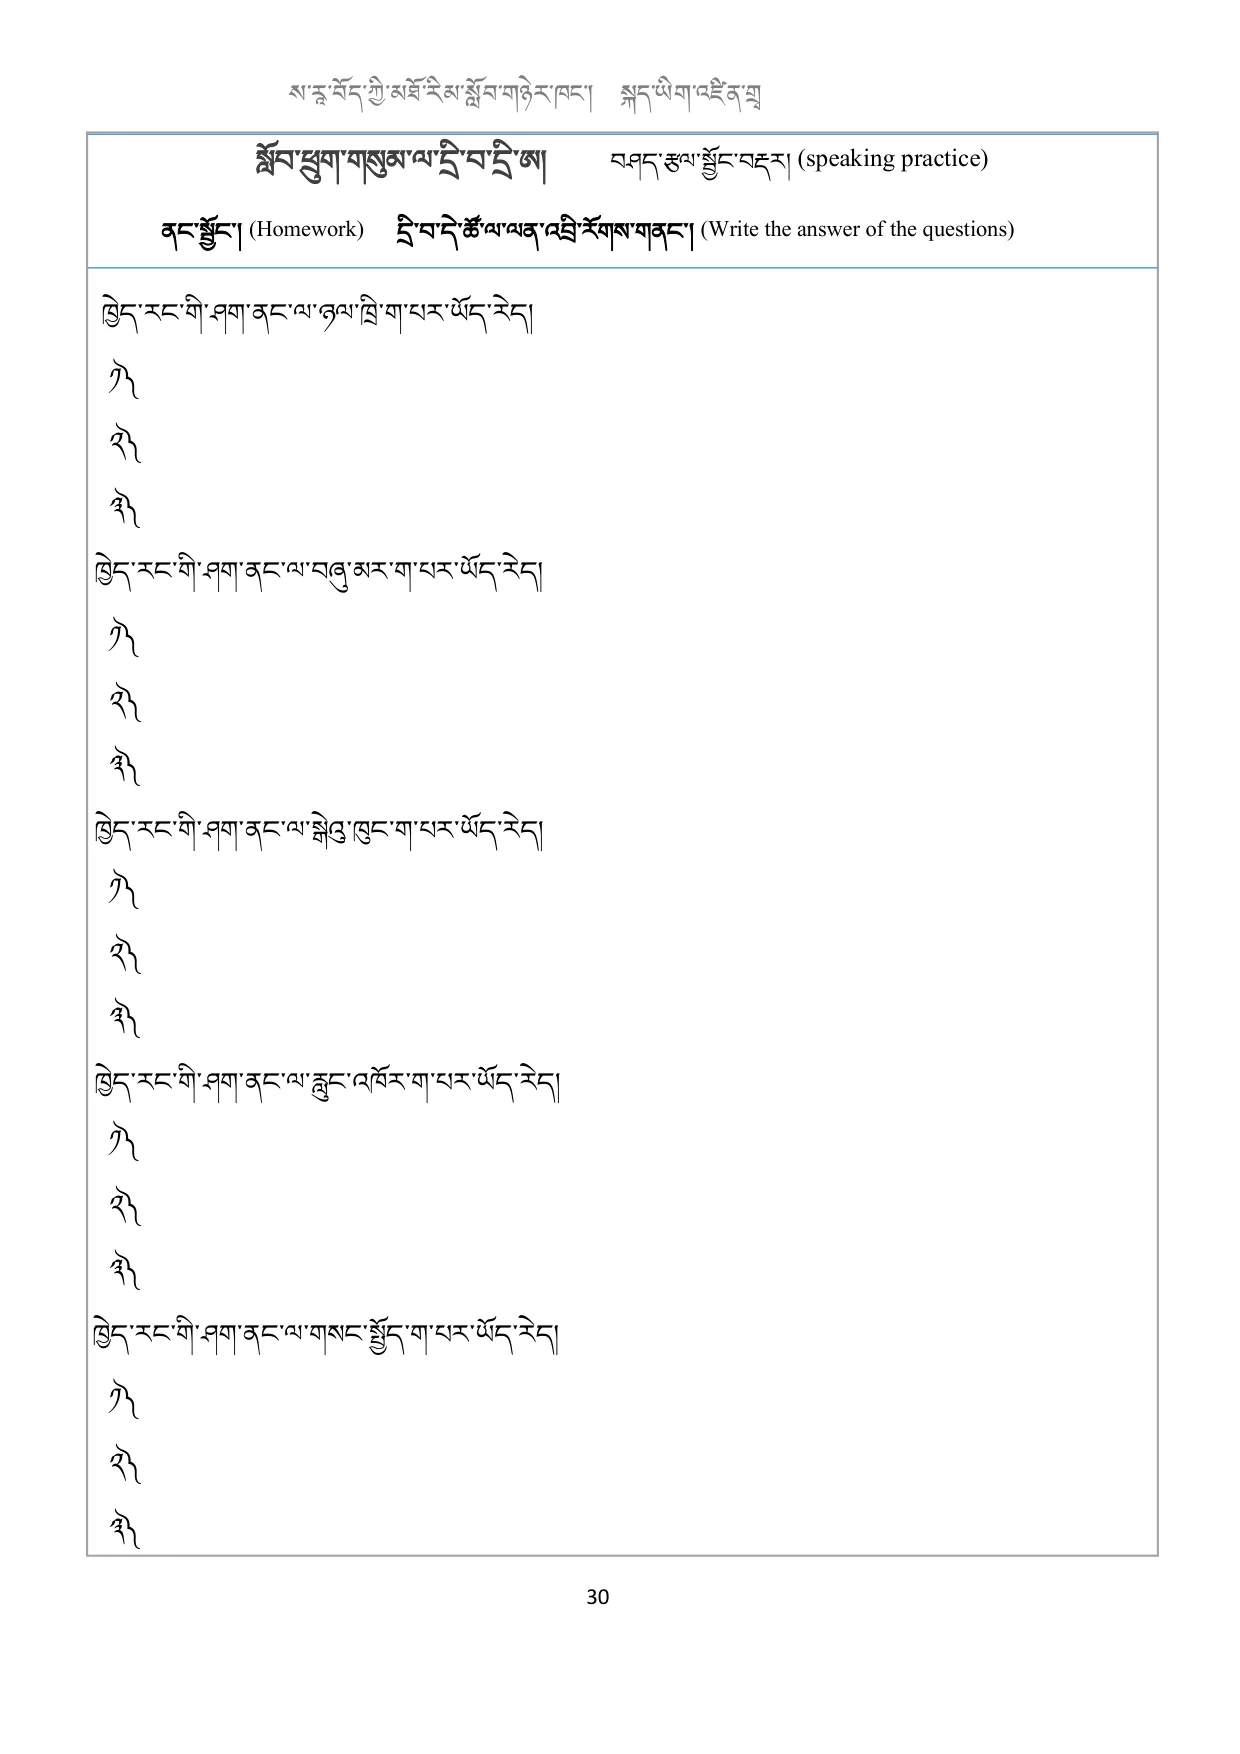 ས་རཱ་བོད་ཀྱི་མཐོ་རིམ་སློབ་གཉེར་ཁང་། སྐད་ཡིག་འཛིན་གྲྭ
སློབ་ཕྲུག་གསུམ་ལ་དྲི་བ་དྲི་ཨ། བཤད་རྩལ་སྦྱོང་བརྡར། (speaking practice)
ནང་སྦྱོང་། (Homework) དྲི་བ་དེ་ཚོ་ལ་ལན་འབྲི་རོགས་གནང་། (Write the answer of the questions)
ཁྱེད་རང་གི་ཤག་ནང་ལ་ཉལ་ཁྲི་ག་པར་ཡོད་རེད།
༡༽
༢༽
༣༽
ཁྱེད་རང་གི་ཤག་ནང་ལ་བཞུ་མར་ག་པར་ཡོད་རེད།
༡༽
༢༽
༣༽
ཁྱེད་རང་གི་ཤག་ནང་ལ་སྒེའུ་ཁུང་ག་པར་ཡོད་རེད།
༡༽
༢༽
༣༽
ཁྱེད་རང་གི་ཤག་ནང་ལ་རླུང་འཁོར་ག་པར་ཡོད་རེད།
༡༽
༢༽
༣༽
ཁྱེད་རང་གི་ཤག་ནང་ལ་གསང་སྤྱོད་ག་པར་ཡོད་རེད།
༡༽
༢༽
༣༽
30